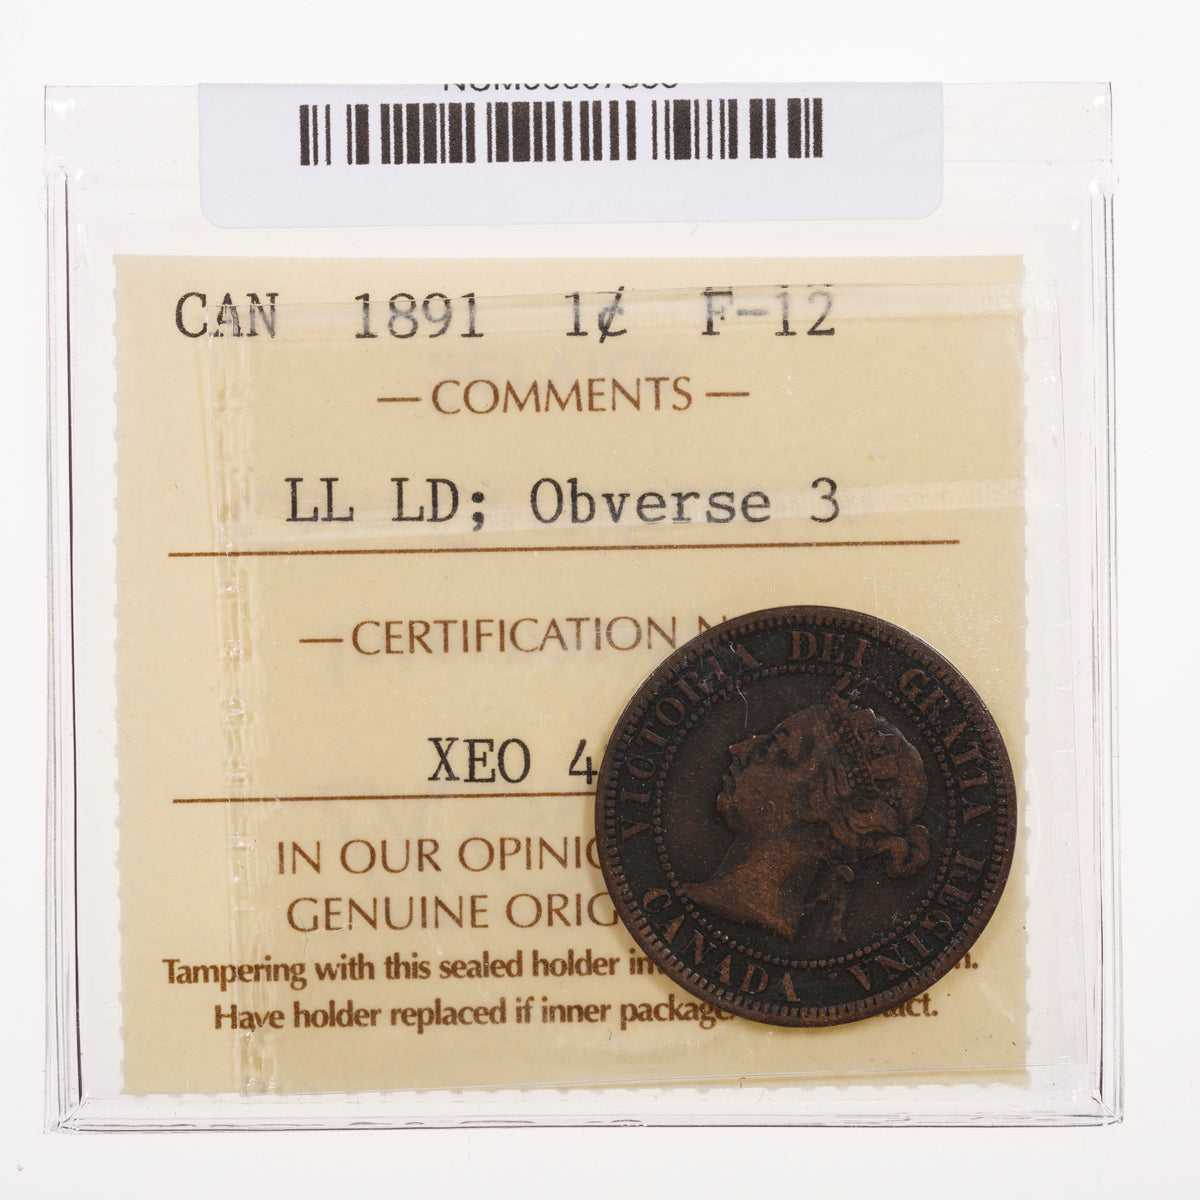 CAN 1891 1¢ F-12
— COMMENTS —
LL LD; Obverse 3
— CERTIFICATION
XEO 4
IN OUR OPINIO
GENUINE ORIG
Tampering with this sealed holder in
Have holder replaced if inner package
VICTORIA DEI GRATIA REGINA.
CANADA